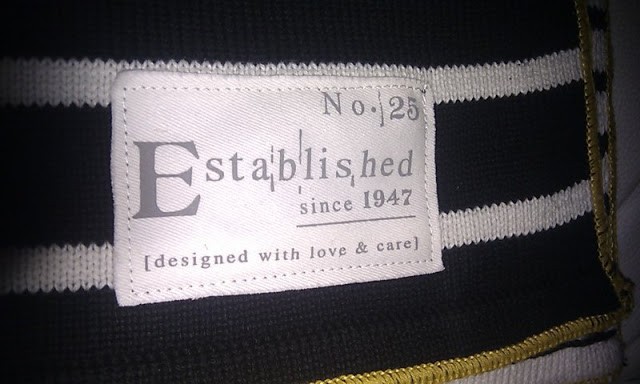 No. 25
Established
since 1947
[designed with love & care]